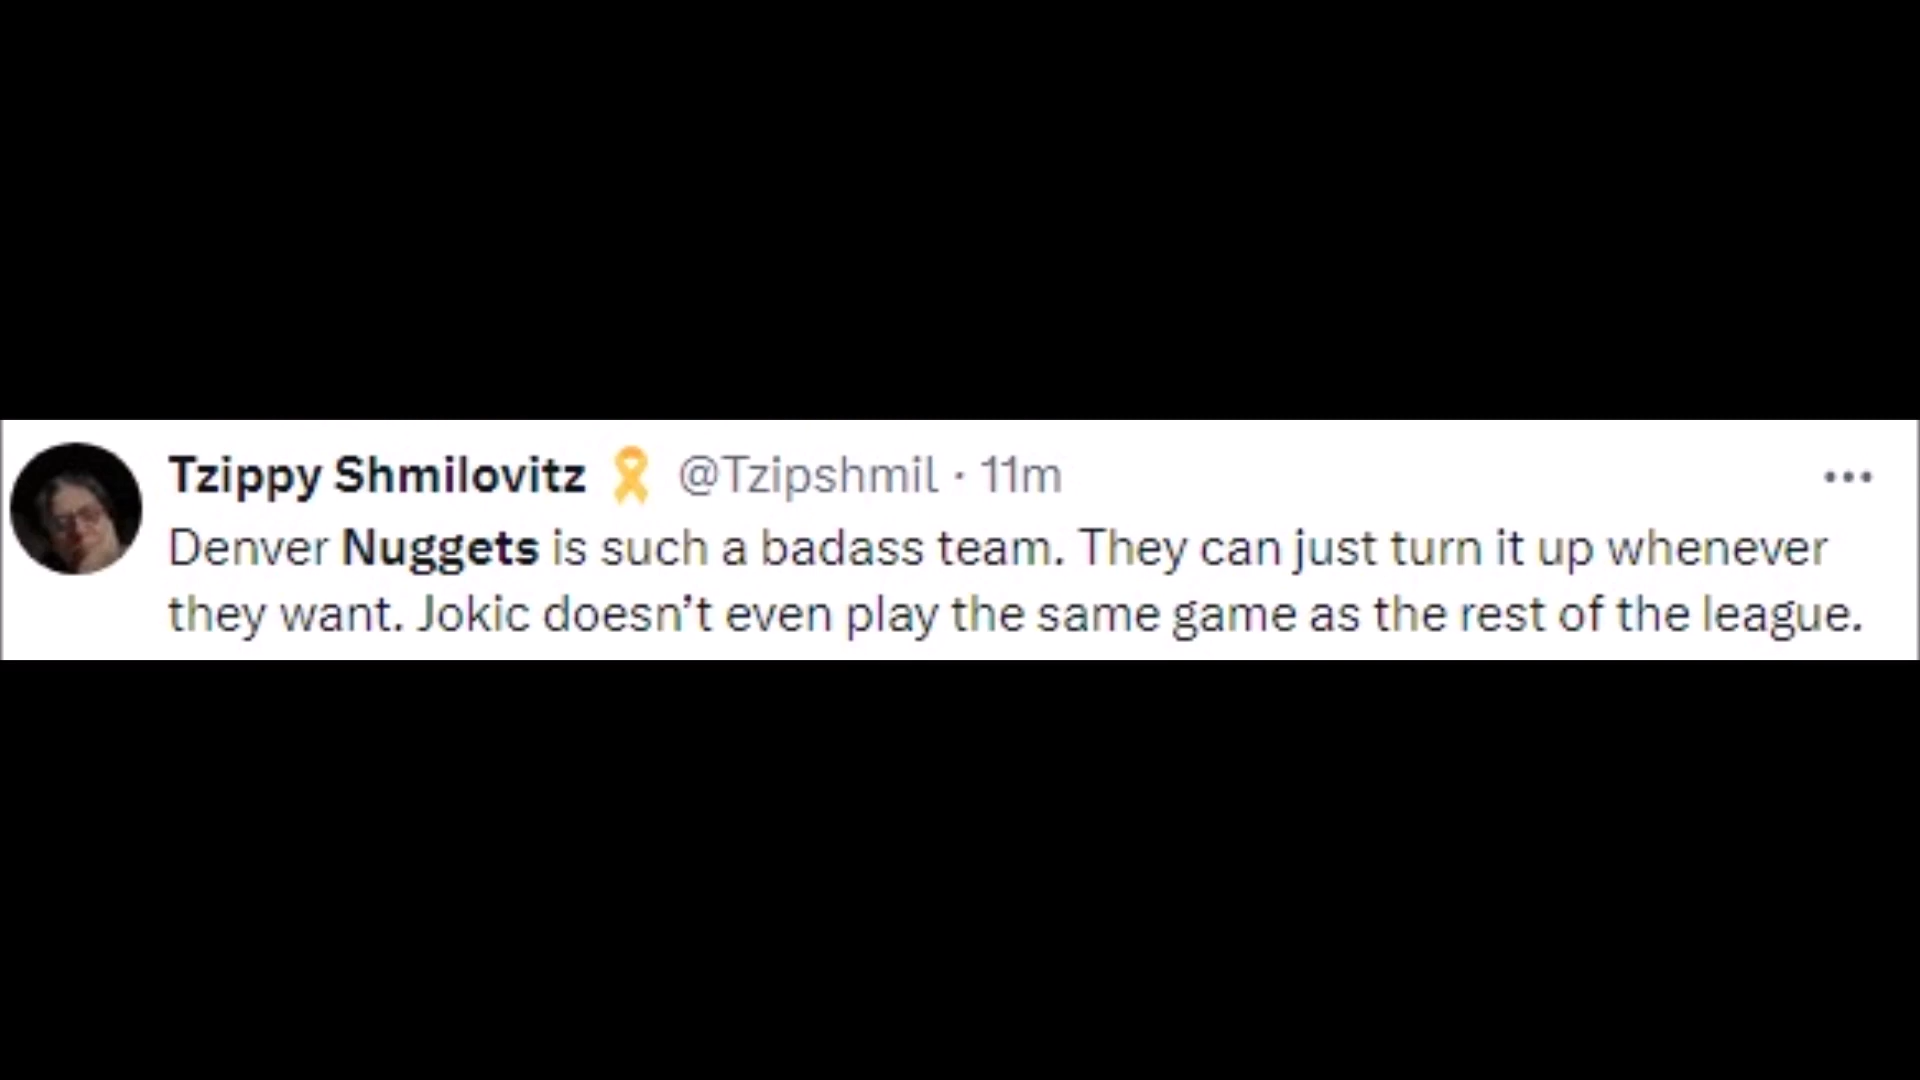 Tzippy Shmilovitz 🎗 @Tzipshmil · 11m
Denver Nuggets is such a badass team. They can just turn it up whenever
they want. Jokic doesn’t even play the same game as the rest of the league.